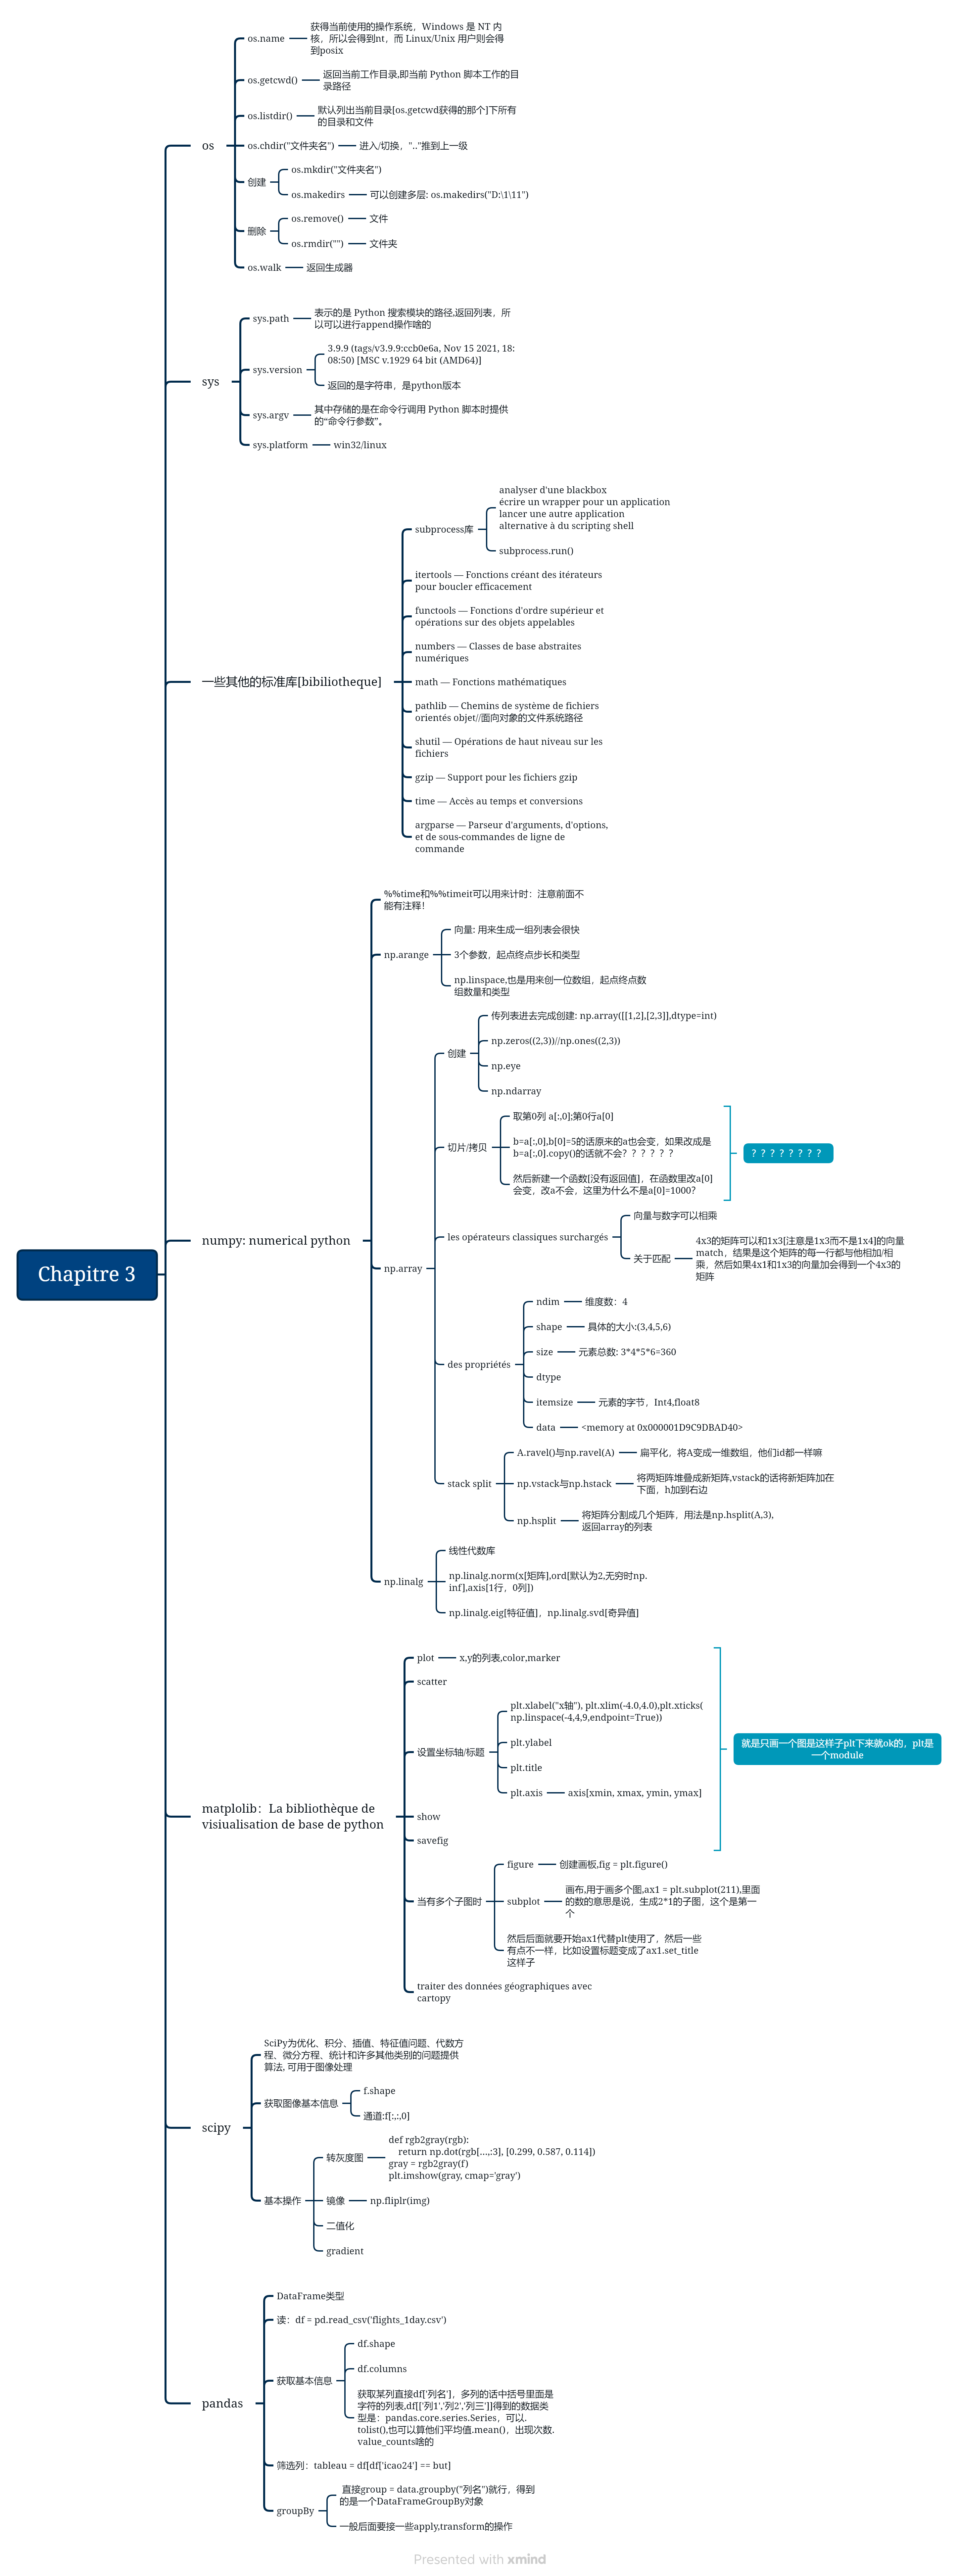 Chapitre 3
os
os.name
获得当前使用的操作系统，Windows 是 NT 内
核，所以会得到nt，而 Linux/Unix 用户则会得
到posix
os.getcwd()
返回当前工作目录,即当前 Python 脚本工作的目
录路径
os.listdir()
默认列出当前目录[os.getcwd获得的那个]下所有
的目录和文件
os.chdir("文件夹名")
进入/切换，".."推到上一级
创建
os.mkdir("文件夹名")
os.makedirs
可以创建多层: os.makedirs("D:\1\11")
删除
os.remove()
文件
os.rmdir("")
文件夹
os.walk
返回生成器
sys
sys.path
表示的是 Python 搜索模块的路径,返回列表，所
以可以进行append操作啥的
sys.version
3.9.9 (tags/v3.9.9:ccb0e6a, Nov 15 2021, 18:
08:50) [MSC v.1929 64 bit (AMD64)]
返回的是字符串，是python版本
sys.argv
其中存储的是在命令行调用 Python 脚本时提供
的“命令行参数”。
sys.platform
win32/linux
一些其他的标准库[bibiliotheque]
subprocess库
analyser d'une blackbox
écrire un wrapper pour un application
lancer une autre application
alternative à du scripting shell
subprocess.run()
itertools — Fonctions créant des itérateurs
pour boucler efficacement
functools — Fonctions d'ordre supérieur et
opérations sur des objets appelables
numbers — Classes de base abstraites
numériques
math — Fonctions mathématiques
pathlib — Chemins de système de fichiers
orientés objet//面向对象的文件系统路径
shutil — Opérations de haut niveau sur les
fichiers
gzip — Support pour les fichiers gzip
time — Accès au temps et conversions
argparse — Parseur d'arguments, d'options,
et de sous-commandes de ligne de
commande
numpy: numerical python
%%time和%%timeit可以用来计时：注意前面不
能有注释！
np.arange
向量: 用来生成一组列表会很快
3个参数，起点终点步长和类型
np.linspace,也是用来创一位数组，起点终点数
组数量和类型
np.array
创建
传列表进去完成创建: np.array([[1,2],[2,3]],dtype=int)
np.zeros((2,3))//np.ones((2,3))
np.eye
np.ndarray
切片/拷贝
取第0列 a[:,0];第0行a[0]
b=a[:,0],b[0]=5的话原来的a也会变，如果改成是
b=a[:,0].copy()的话就不会？？？？？？
然后新建一个函数[没有返回值]，在函数里改a[0]
会变，改a不会，这里为什么不是a[0]=1000?
？？？？？？？？
les opérateurs classiques surchargés
向量与数字可以相乘
关于匹配
4x3的矩阵可以和1x3[注意是1x3而不是1x4]的向量
match，结果是这个矩阵的每一行都与他相加/相
乘，然后如果4x1和1x3的向量加会得到一个4x3的
矩阵
des propriétés
ndim
维度数：4
shape
具体的大小:(3,4,5,6)
size
元素总数: 3*4*5*6=360
dtype
itemsize
元素的字节，Int4,float8
data
<memory at 0x000001D9C9DBAD40>
stack split
A.ravel()与np.ravel(A)
扁平化，将A变成一维数组，他们id都一样嘛
np.vstack与np.hstack
将两矩阵堆叠成新矩阵,vstack的话将新矩阵加在
下面，h加到右边
np.hsplit
将矩阵分割成几个矩阵，用法是np.hsplit(A,3),
返回array的列表
np.linalg
线性代数库
np.linalg.norm(x[矩阵],ord[默认为2,无穷时np.
inf],axis[1行，0列])
np.linalg.eig[特征值]，np.linalg.svd[奇异值]
matplolib：La bibliothèque de
visiualisation de base de python
plot
x,y的列表,color,marker
scatter
设置坐标轴/标题
plt.xlabel("x轴"), plt.xlim(-4.0,4.0),plt.xticks(
np.linspace(-4,4,9,endpoint=True))
plt.ylabel
plt.title
plt.axis
axis[xmin, xmax, ymin, ymax]
show
savefig
就是只画一个图是这样子plt下来就ok的，plt是
一个module
当有多个子图时
figure
创建画板,fig = plt.figure()
subplot
画布,用于画多个图,ax1 = plt.subplot(211),里面
的数的意思是说，生成2*1的子图，这个是第一
个
然后后面就要开始ax1代替plt使用了，然后一些
有点不一样，比如设置标题变成了ax1.set_title
这样子
traiter des données géographiques avec
cartopy
scipy
SciPy为优化、积分、插值、特征值问题、代数方
程、微分方程、统计和许多其他类别的问题提供
算法, 可用于图像处理
获取图像基本信息
f.shape
通道:f[:,:,0]
基本操作
转灰度图
def rgb2gray(rgb):
return np.dot(rgb[...,:3], [0.299, 0.587, 0.114])
gray = rgb2gray(f)
plt.imshow(gray, cmap='gray')
镜像
np.fliplr(img)
二值化
gradient
pandas
DataFrame类型
读：df = pd.read_csv('flights_1day.csv')
获取基本信息
df.shape
df.columns
获取某列直接df['列名']，多列的话中括号里面是
字符的列表,df[['列1','列2','列三']]得到的数据类
型是：pandas.core.series.Series，可以.
tolist(),也可以算他们平均值.mean()，出现次数.
value_counts啥的
筛选列：tableau = df[df['icao24'] == but]
groupBy
直接group = data.groupby("列名")就行，得到
的是一个DataFrameGroupBy对象
一般后面要接一些apply,transform的操作
Presented with xmind